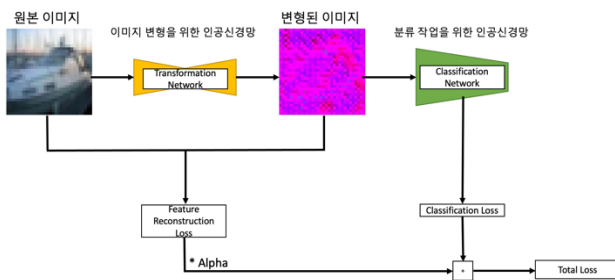 원본 이미지
이미지 변형을 위한 인공신경망
변형된 이미지
분류 작업을 위한 인공신경망
Transformation
Network
Classification
Network
Feature
Reconstruction
Loss
Classification Loss
* Alpha
+
Total Loss